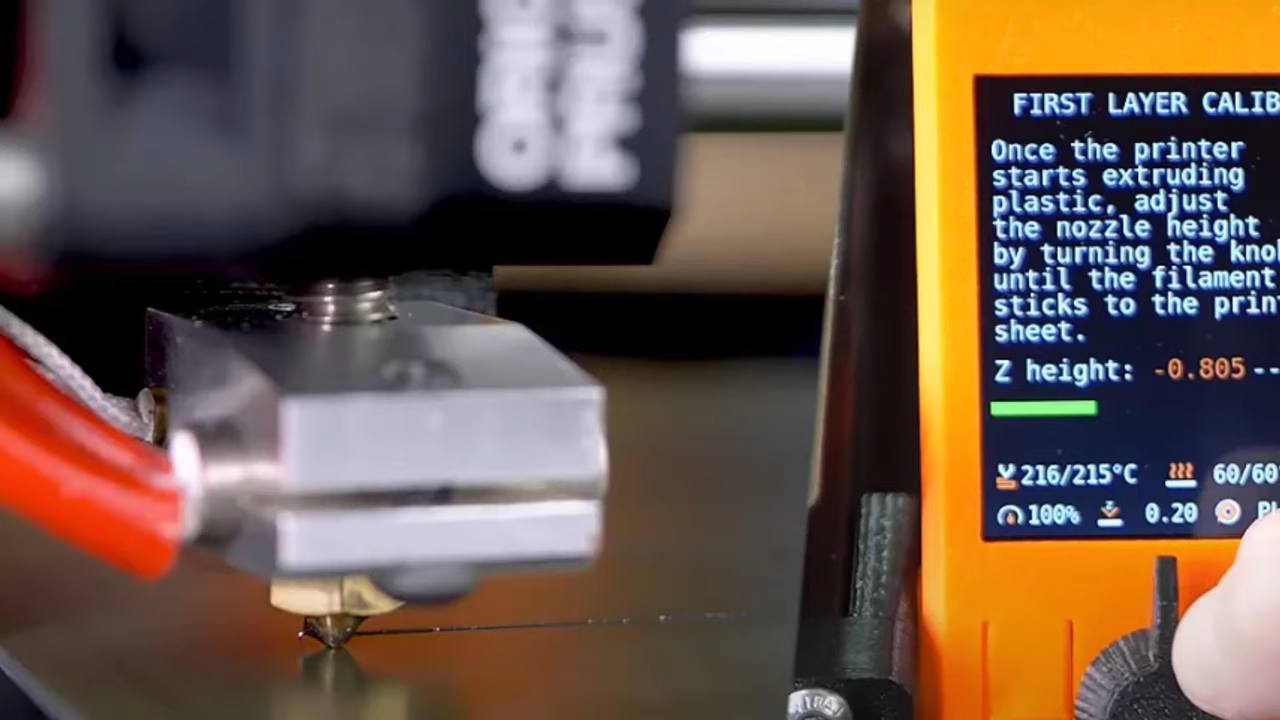 FIRST LAYER CALIB
Once the printer
starts extruding
plastic, adjust
the nozzle height
by turning the kno
until the filament
sticks to the prin
sheet.
Z height: -0.805--
216/215°C 60/60
100% 0.20